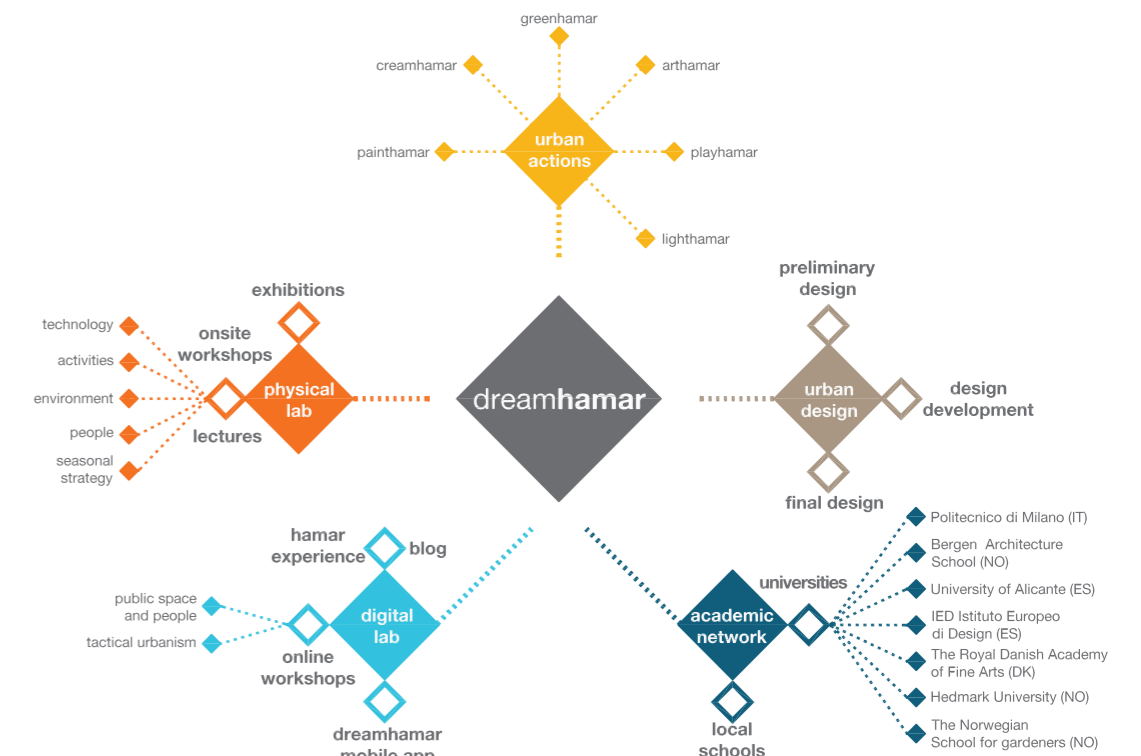 greenhamar
creamhamar
arthamar
urban
actions
painthamar
playhamar
lighthamar
preliminary
design
exhibitions
technology
onsite
workshops
activities
physical
lab
environment
dreamhamar
urban
design
design
development
people
lectures
seasonal
strategy
final design
Politecnico di Milano (IT)
hamar
experience
blog
Bergen Architecture
School (NO)
universities
University of Alicante (ES)
public space
and people
digital
lab
academic
network
IED Istituto Europeo
di Design (ES)
tactical urbanism
online
workshops
The Royal Danish Academy
of Fine Arts (DK)
Hedmark University (NO)
dreamhamar
mobile app
local
schools
The Norwegian
School for gardeners (NO)